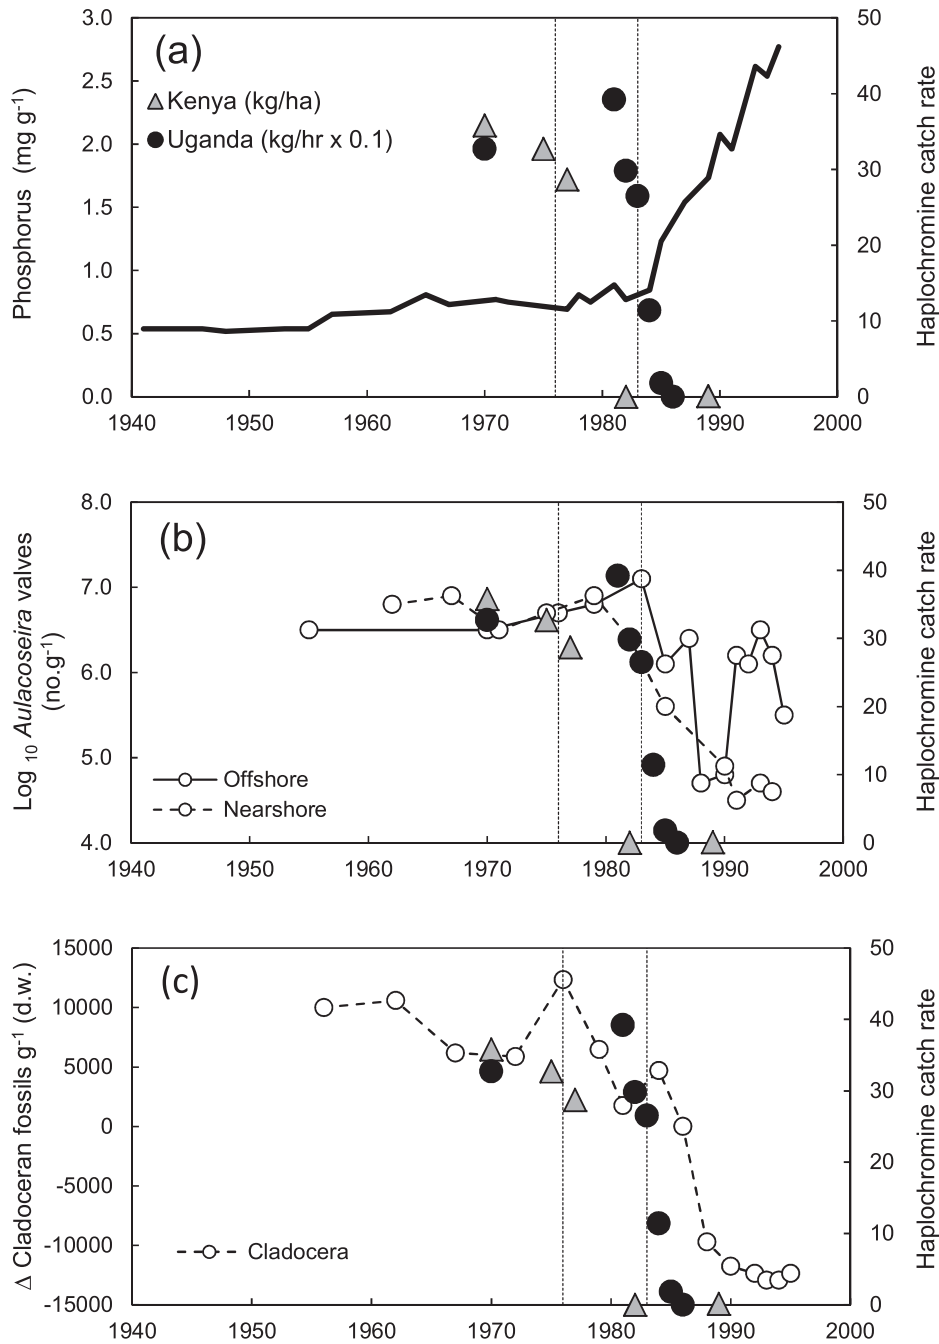 (a)
Kenya (kg/ha)
Uganda (kg/hr x 0.1)
Phosphorus (mg g-1)
Haplochromine catch rate
3.0
2.5
2.0
1.5
1.0
0.5
0.0
50
40
30
20
10
0
1940 1950 1960 1970 1980 1990 2000
(b)
Log 10 Aulacoseira valves
(no.g-1)
Haplochromine catch rate
8.0
7.0
6.0
5.0
4.0
50
40
30
20
10
0
Offshore
Nearshore
1940 1950 1960 1970 1980 1990 2000
(c)
Δ Cladoceran fossils g-1 (d.w.)
Haplochromine catch rate
15000
10000
5000
0
-5000
-10000
-15000
50
40
30
20
10
0
Cladocera
1940 1950 1960 1970 1980 1990 2000